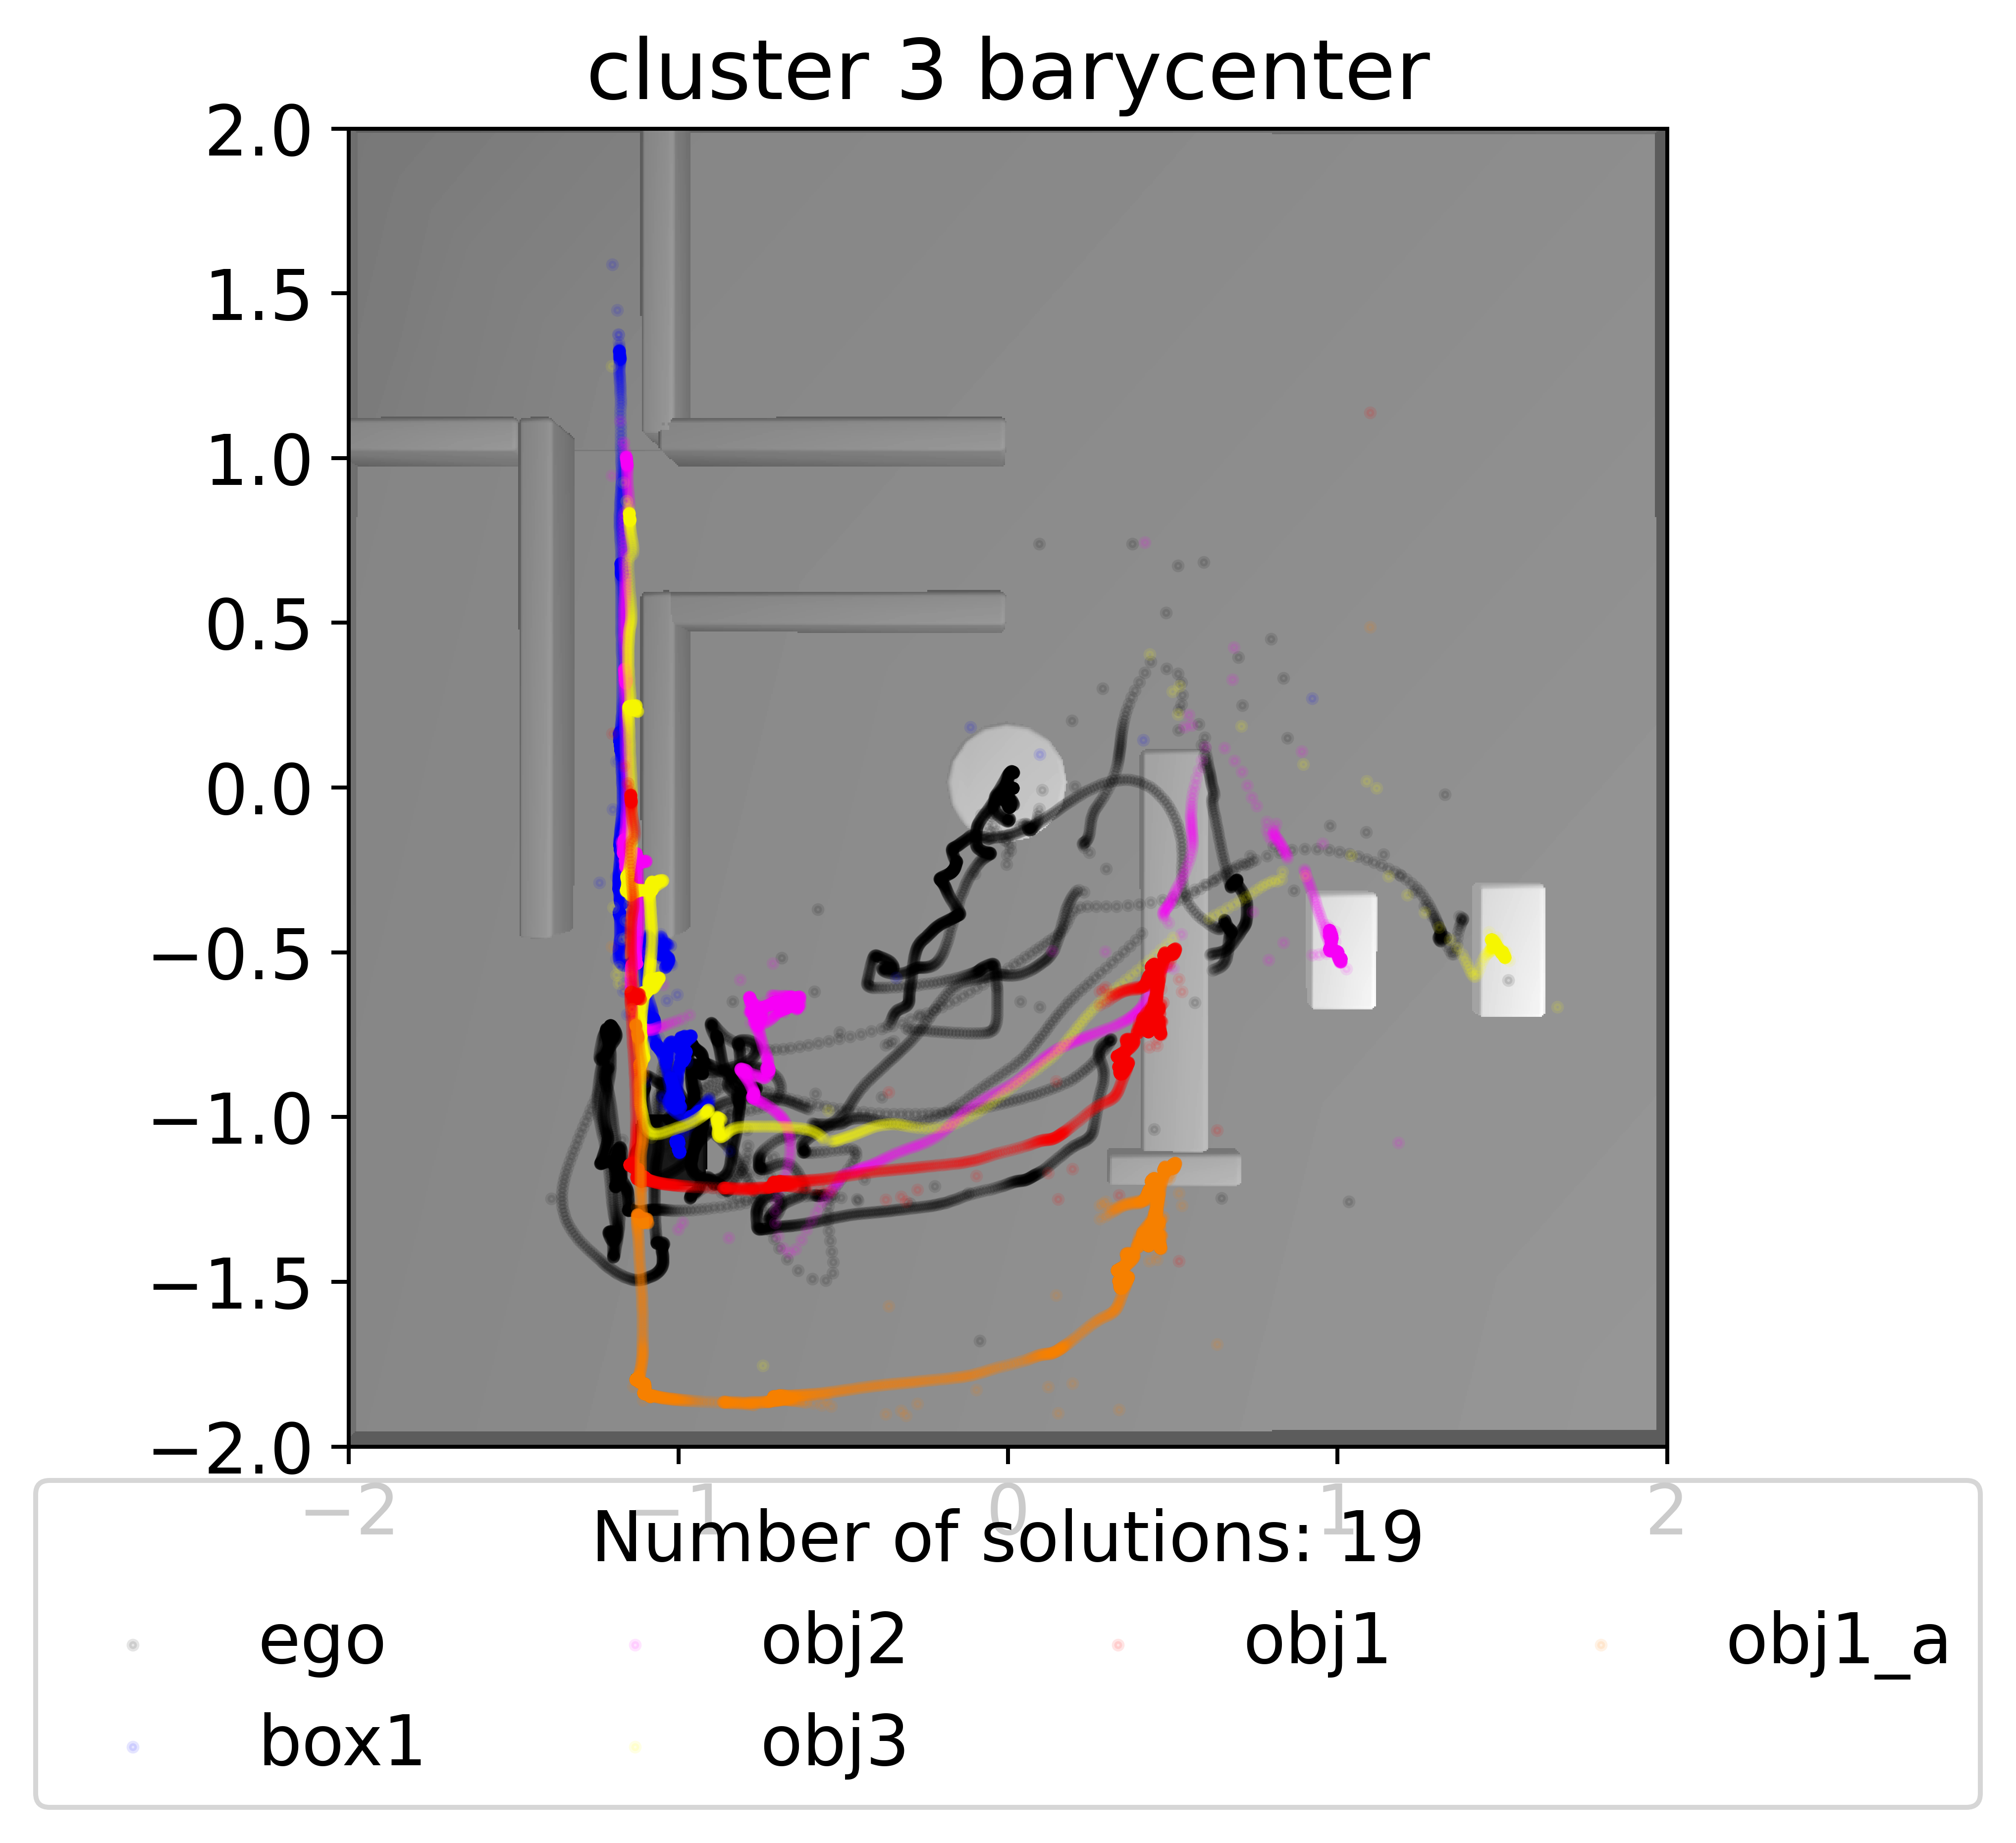 cluster 3 barycenter
2.0
1.5
1.0
0.5
0.0
−0.5
−1.0
−1.5
−2.0
−2 −1 0 1 2
Number of solutions: 19
ego obj2 obj1 obj1_a
box1 obj3